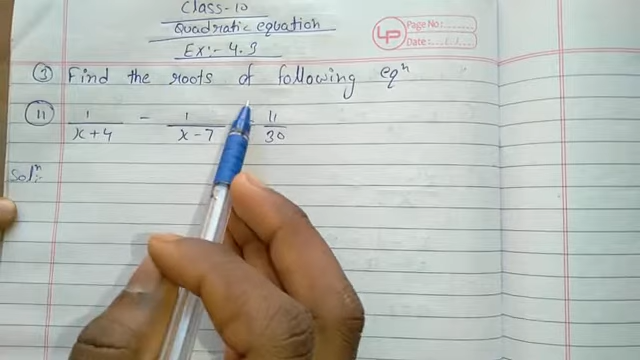 Class-10
Quadratic equation
Ex:- 4.3
LP Page No:
Date: / /
③ Find the roots of following eqⁿ
(ii) 1/(x+4) - 1/(x-7) = 11/30
Solⁿ:-